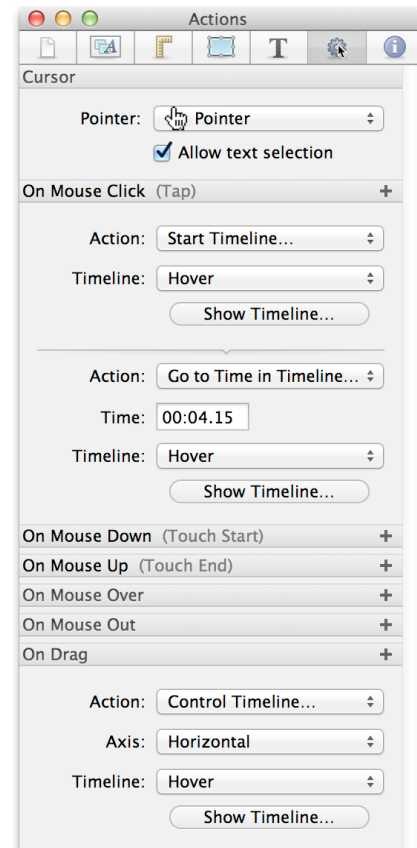 Actions
T
i
Cursor
Pointer: Pointer
Allow text selection
On Mouse Click (Tap) +
Action: Start Timeline...
Timeline: Hover
Show Timeline...
Action: Go to Time in Timeline...
Time: 00:04.15
Timeline: Hover
Show Timeline...
On Mouse Down (Touch Start) +
On Mouse Up (Touch End) +
On Mouse Over +
On Mouse Out +
On Drag +
Action: Control Timeline...
Axis: Horizontal
Timeline: Hover
Show Timeline...